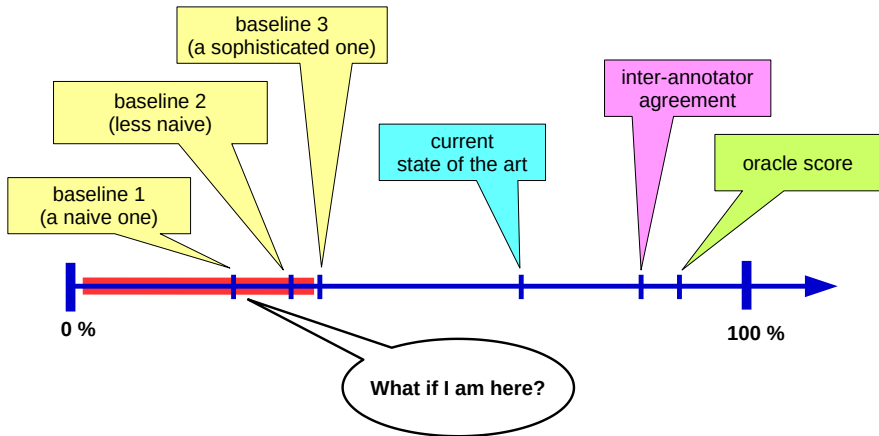 baseline 3
(a sophisticated one)
baseline 2
(less naive)
inter-annotator
agreement
current
state of the art
oracle score
baseline 1
(a naive one)
0 %
100 %
What if I am here?